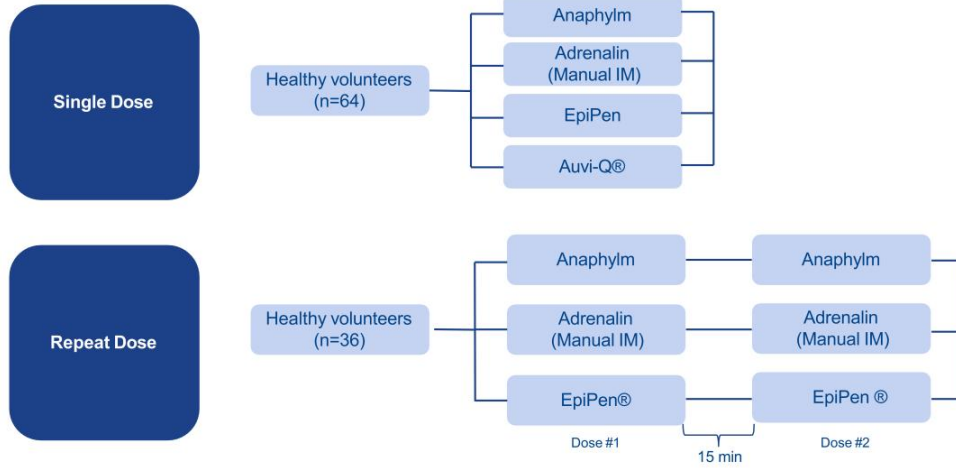 Single Dose
Healthy volunteers
(n=64)
Anaphylm
Adrenalin
(Manual IM)
EpiPen
Auvi-Q®
Repeat Dose
Healthy volunteers
(n=36)
Anaphylm
Adrenalin
(Manual IM)
EpiPen®
Dose #1
15 min
Anaphylm
Adrenalin
(Manual IM)
EpiPen ®
Dose #2